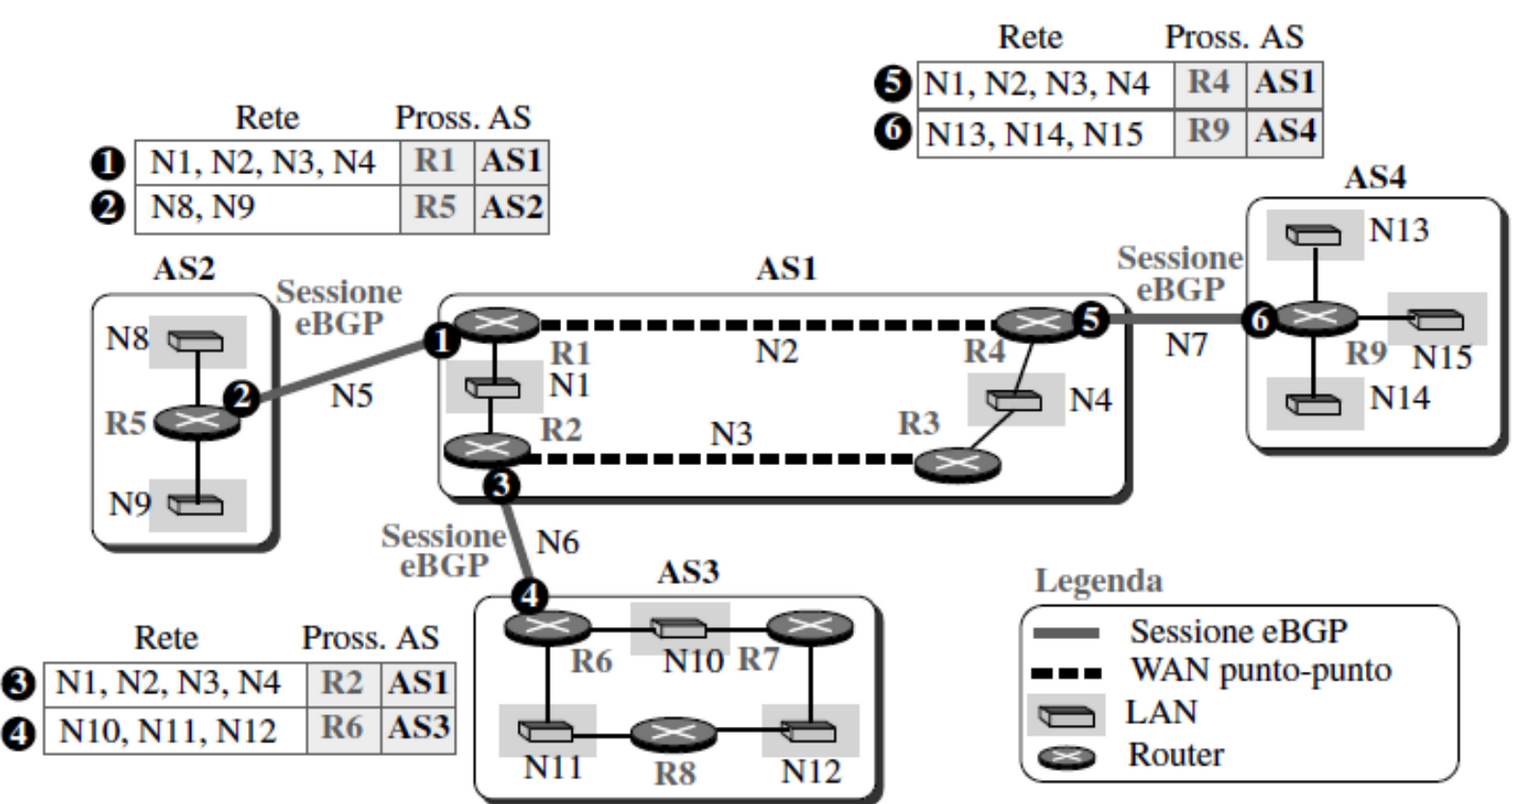 Rete Pross. AS
5 N1, N2, N3, N4 R4 AS1
6 N13, N14, N15 R9 AS4
Rete Pross. AS
1 N1, N2, N3, N4 R1 AS1
2 N8, N9 R5 AS2
AS2
Sessione
eBGP
N8
2
N5
R5
N9
AS1
1
R1
N2
R4
5
N1
R2
N3
R3
N4
3
Sessione
eBGP
N7
AS4
N13
6
R9
N15
N14
Sessione
eBGP
N6
AS3
4
R6
N10
R7
N11
R8
N12
Rete Pross. AS
3 N1, N2, N3, N4 R2 AS1
4 N10, N11, N12 R6 AS3
Legenda
Sessione eBGP
WAN punto-punto
LAN
Router